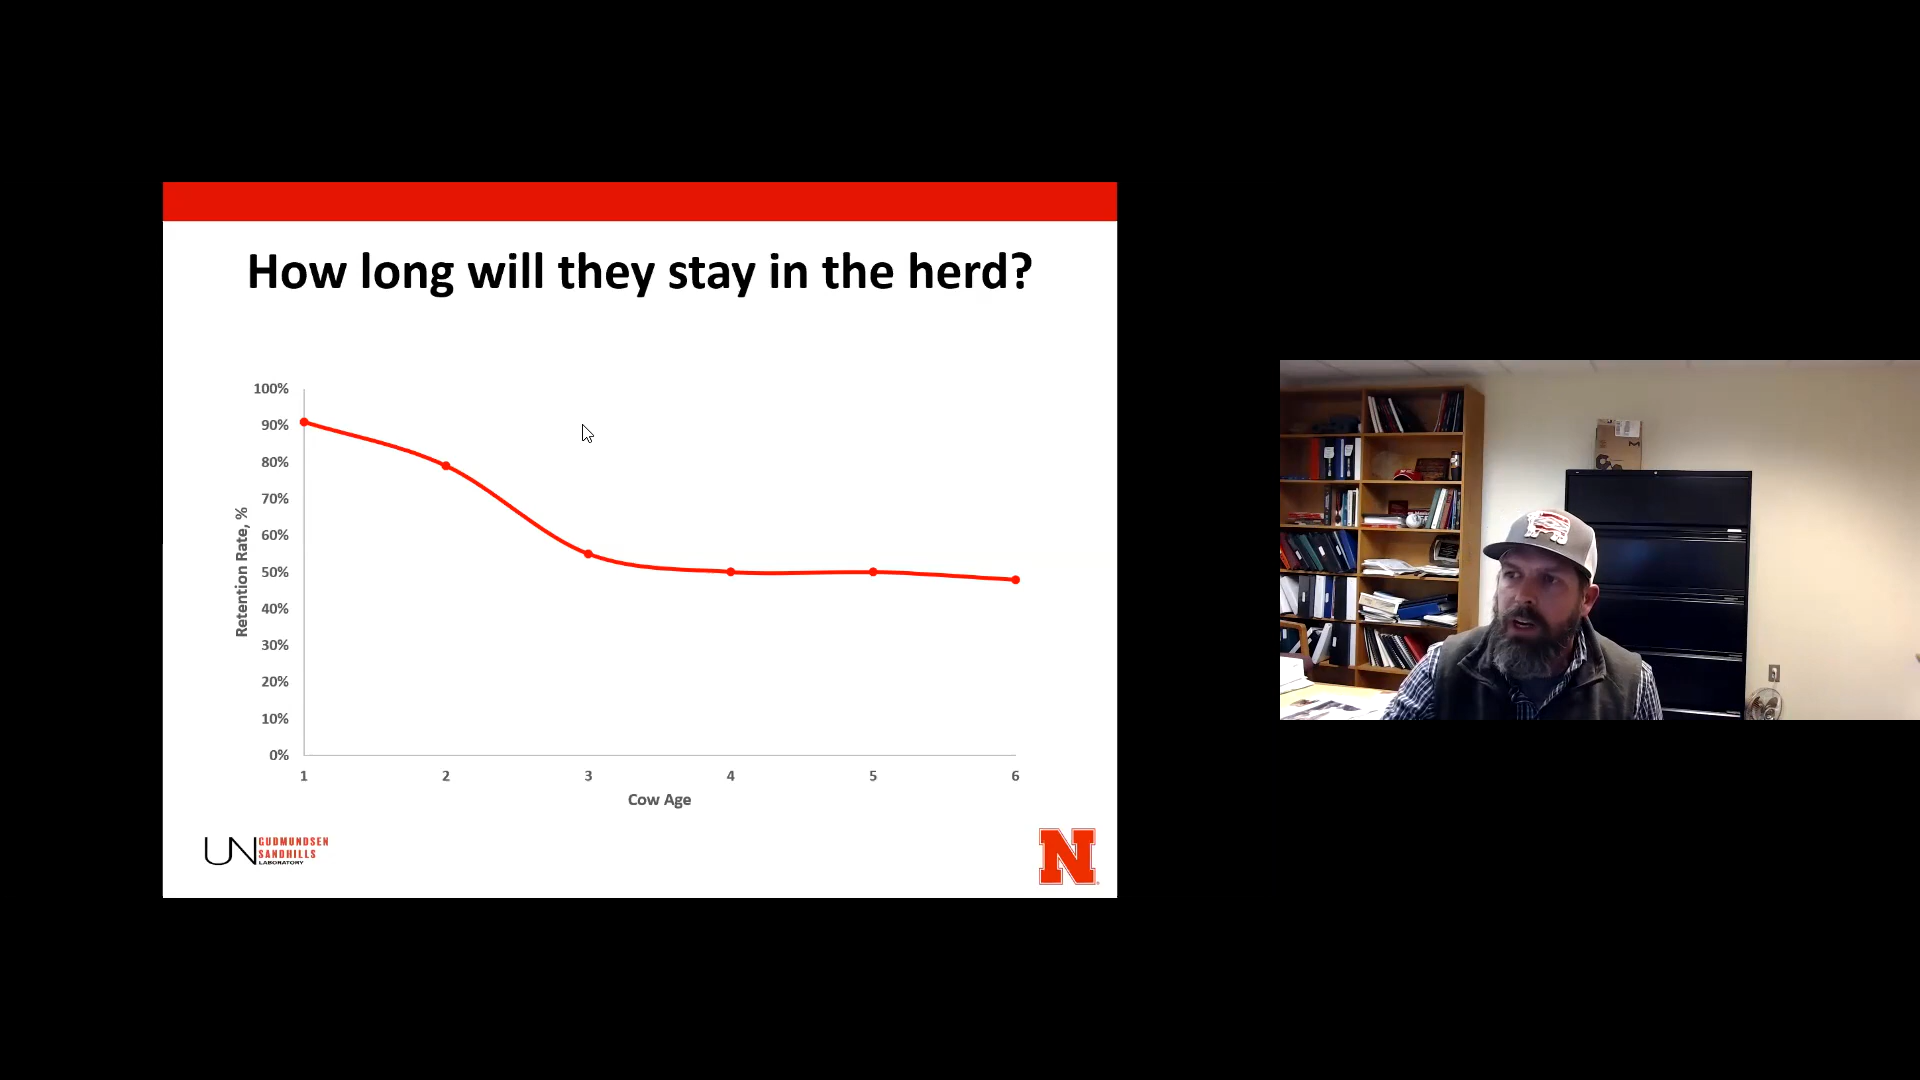 How long will they stay in the herd?
100%
90%
80%
70%
60%
50%
40%
30%
20%
10%
0%
Retention Rate, %
1 2 3 4 5 6
Cow Age
UN GUDMUNDSEN
SANDHILLS
LABORATORY
N